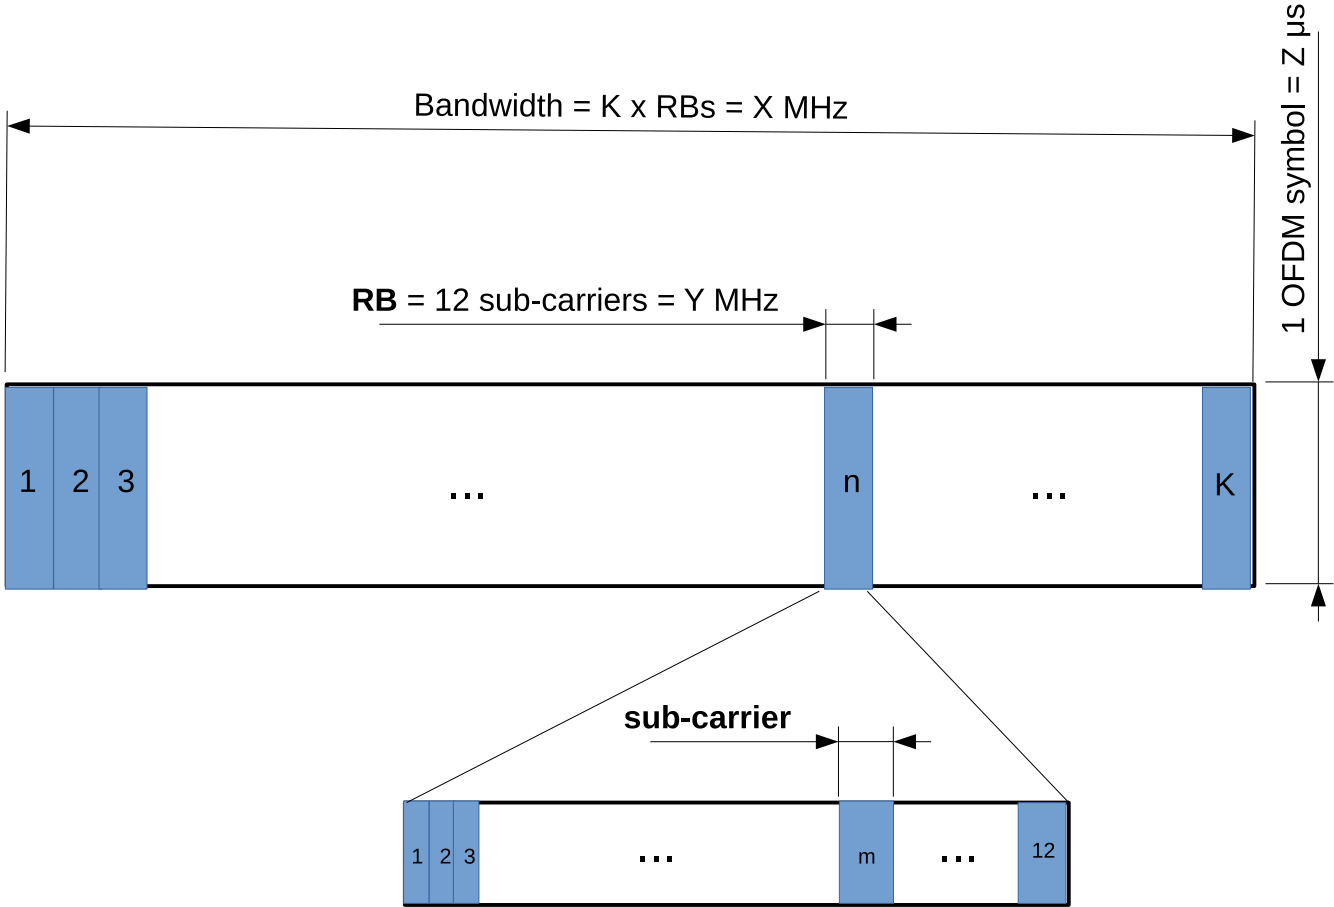 1 OFDM symbol = Z μs
Bandwidth = K x RBs = X MHz
RB = 12 sub-carriers = Y MHz
1 2 3 ... n ... K
sub-carrier
1 2 3 ... m ... 12